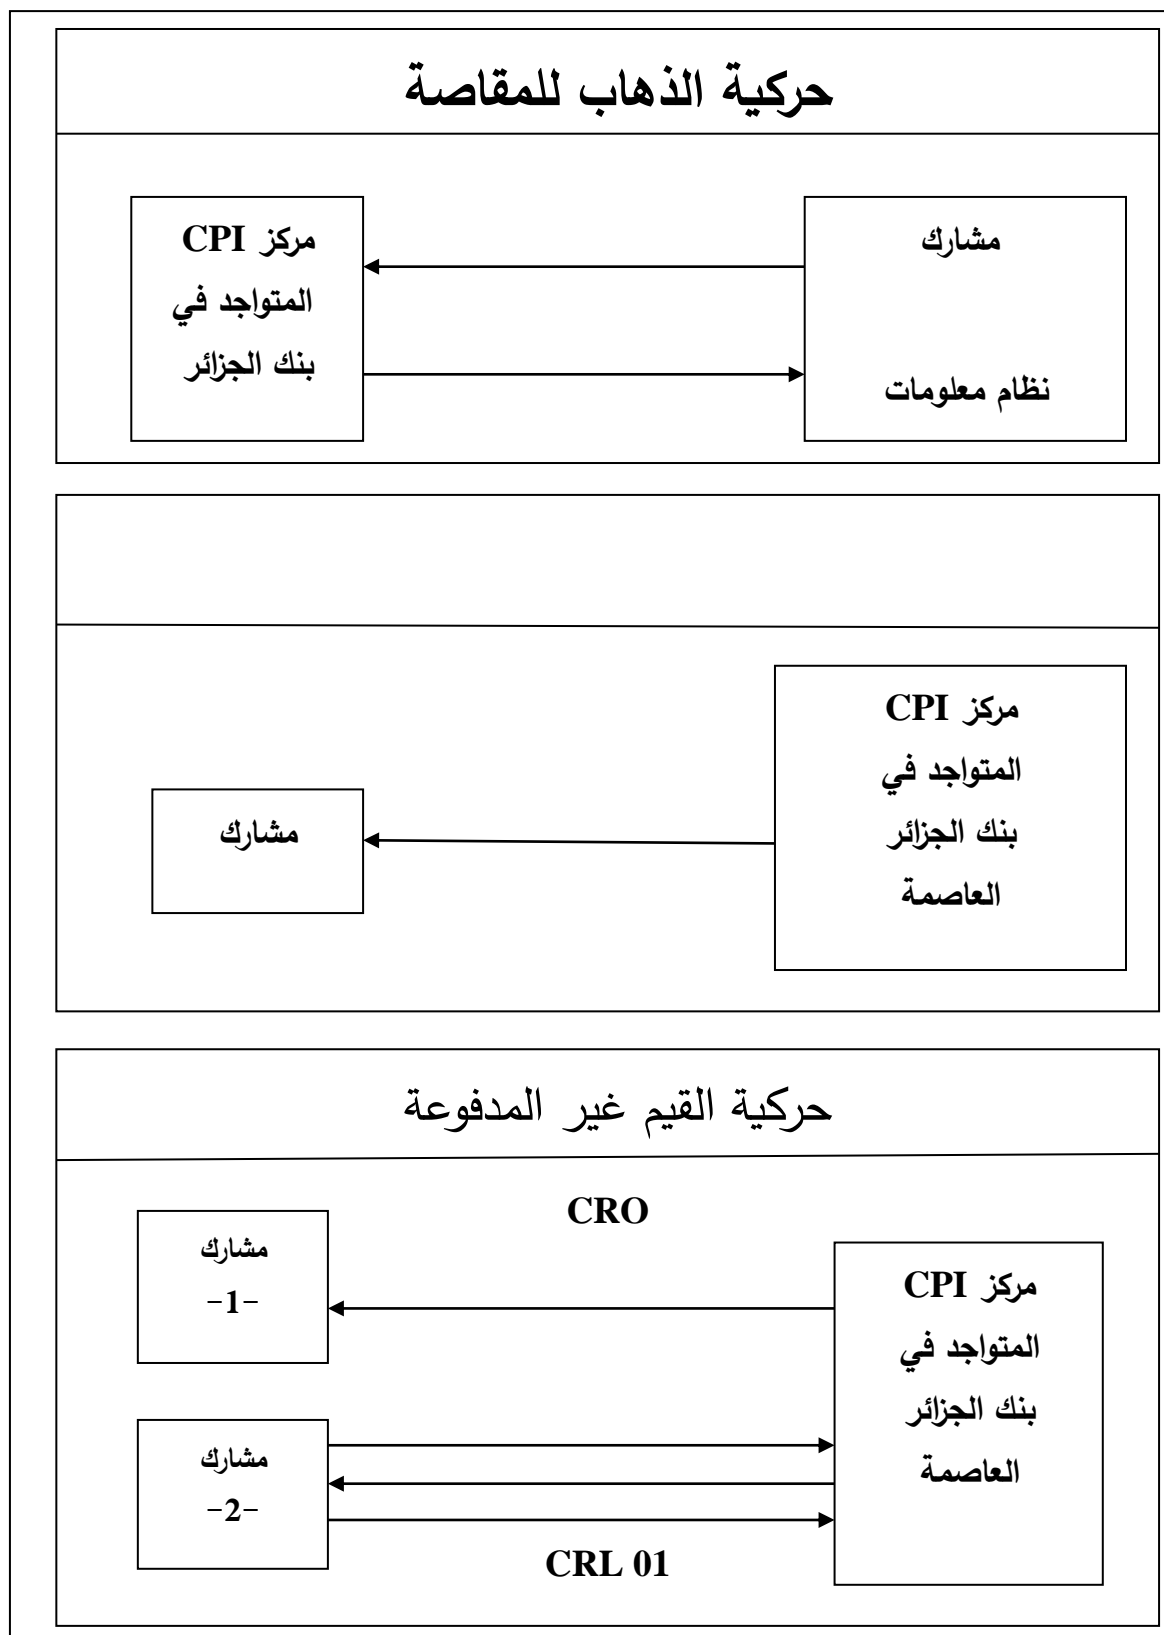 حركية الذهاب للمقاصة
مشارك
نظام معلومات
مركز CPI
المتواجد في
بنك الجزائر
مركز CPI
المتواجد في
بنك الجزائر
العاصمة
مشارك
حركية القيم غير المدفوعة
CRO
مركز CPI
المتواجد في
بنك الجزائر
العاصمة
مشارك
-1-
مشارك
-2-
CRL 01